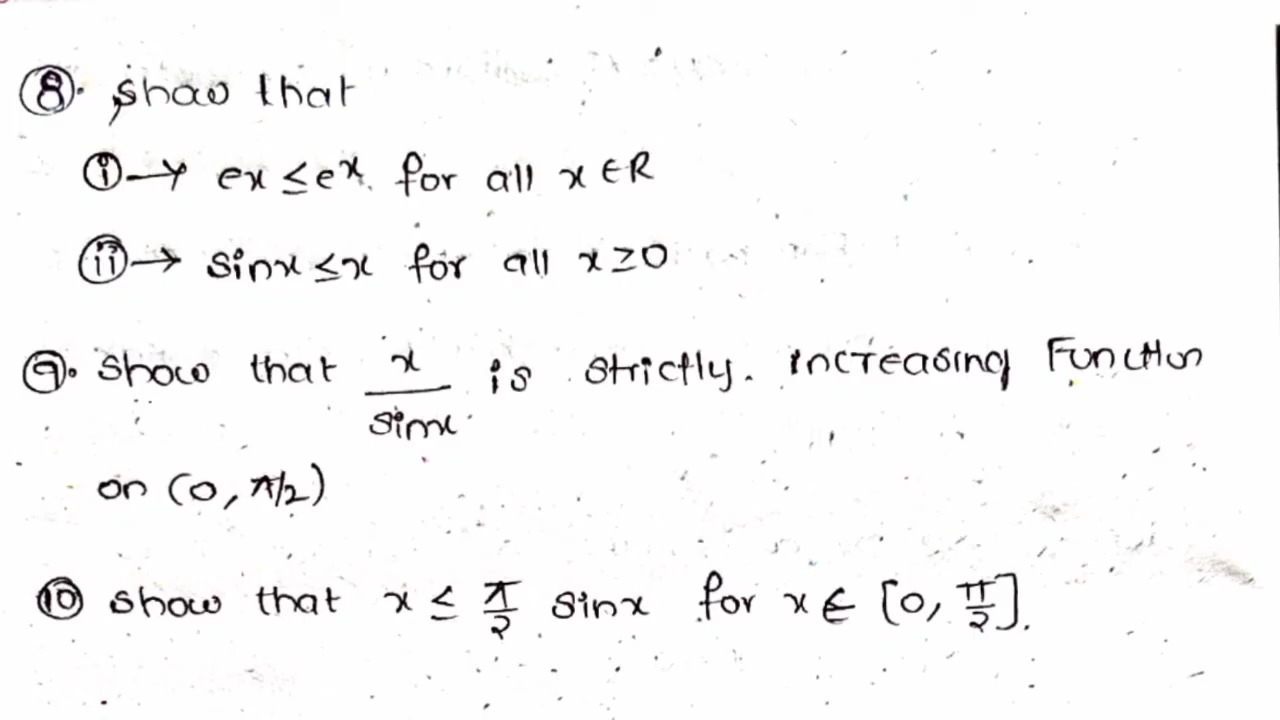 ⑧. show that
ⓘ→ ex ≤ e^x. for all x ∈ R
ⓘⓘ→ sinx ≤ x for all x ≥ 0
⑨. Show that x/sinx is strictly. increasing Function
on (0, π/2)
⑩ show that x ≤ π/2 sinx for x ∈ [0, π/2].